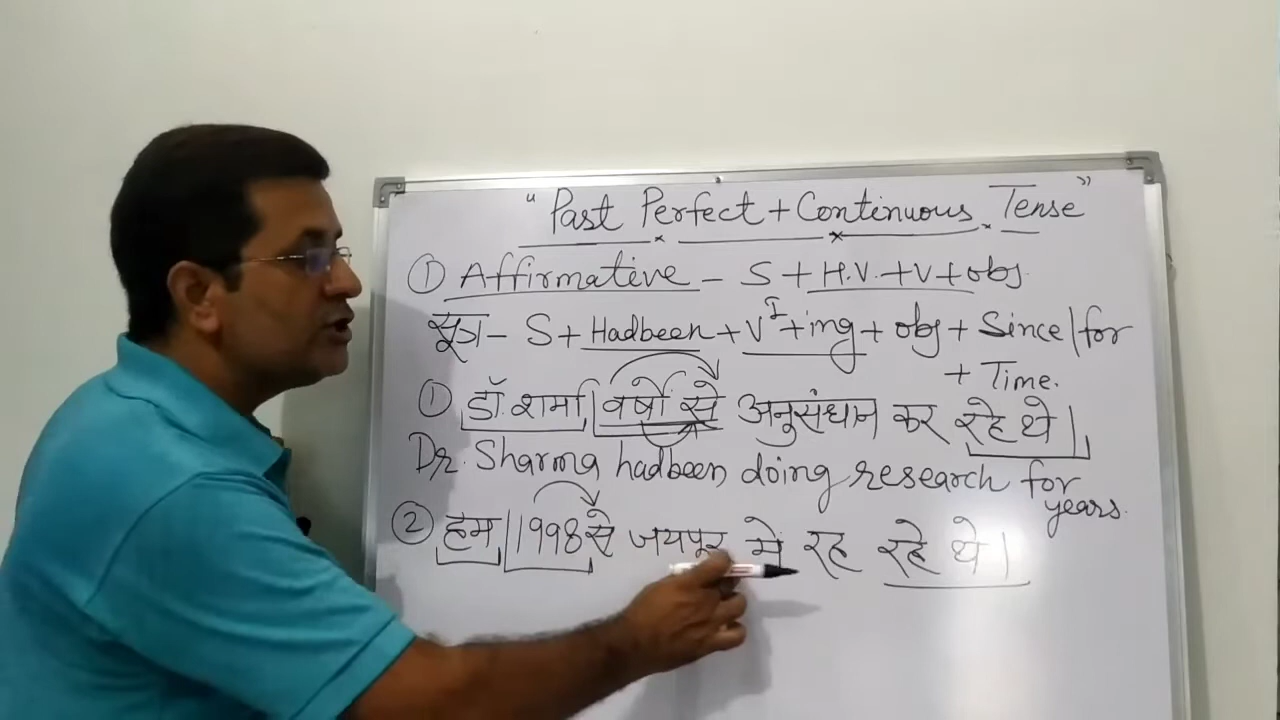 "Past Perfect + Continuous Tense"
① Affirmative - S + H.V. + V + obj
सूत्र - S + Hadbeen + V I + ing + obj + Since / for
+ Time.
① डॉ. शर्मा वर्षों से अनुसंधान कर रहे थे।
Dr. Sharma hadbeen doing research for
years.
② हम 1998 से जयपूर मे रह रहे थे।